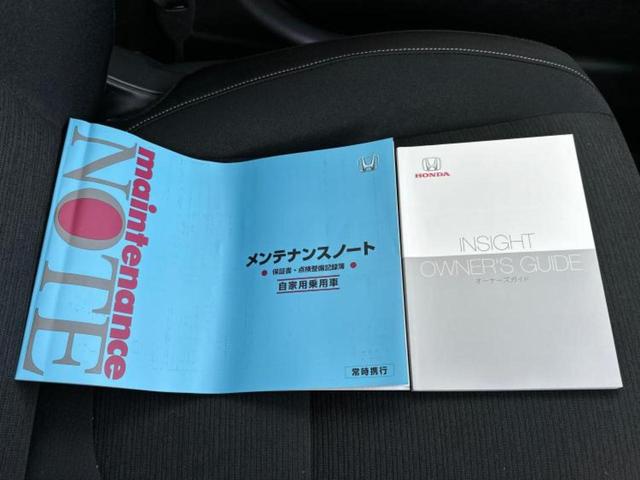 maintenance
NOTE
メンテナンスノート
● 保証書・点検整備記録簿 ●
自家用乗用車
常時携行
HONDA
INSIGHT
OWNER'S GUIDE
オーナーズガイド